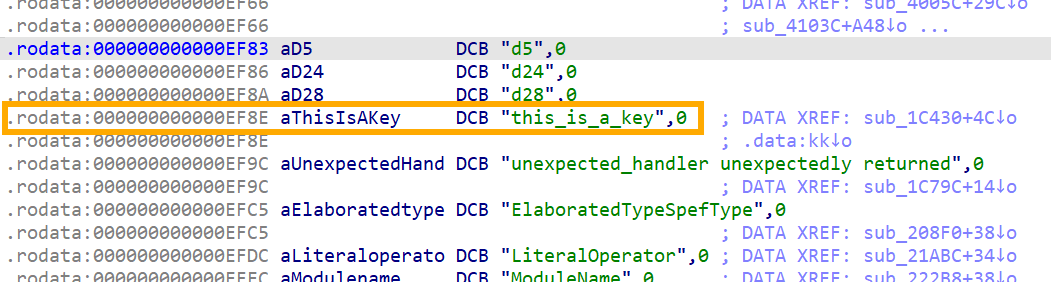 .rodata:000000000000EF66 ; DATA XREF: sub_4005C+29C↓o
.rodata:000000000000EF66 ; sub_4103C+A48↓o ...
.rodata:000000000000EF83 aD5 DCB "d5",0
.rodata:000000000000EF86 aD24 DCB "d24",0
.rodata:000000000000EF8A aD28 DCB "d28",0
.rodata:000000000000EF8E aThisIsAKey DCB "this_is_a_key",0 ; DATA XREF: sub_1C430+4C↓o
.rodata:000000000000EF8E ; .data:kk↓o
.rodata:000000000000EF9C aUnexpectedHand DCB "unexpected_handler unexpectedly returned",0
.rodata:000000000000EF9C ; DATA XREF: sub_1C79C+14↓o
.rodata:000000000000EFC5 aElaboratedtype DCB "ElaboratedTypeSpefType",0
.rodata:000000000000EFC5 ; DATA XREF: sub_208F0+38↓o
.rodata:000000000000EFDC aLiteraloperato DCB "LiteralOperator",0 ; DATA XREF: sub_21ABC+34↓o
.rodata:000000000000EFEC aModulename DCB "ModuleName",0 ; DATA XREF: sub_222B8+38↓o